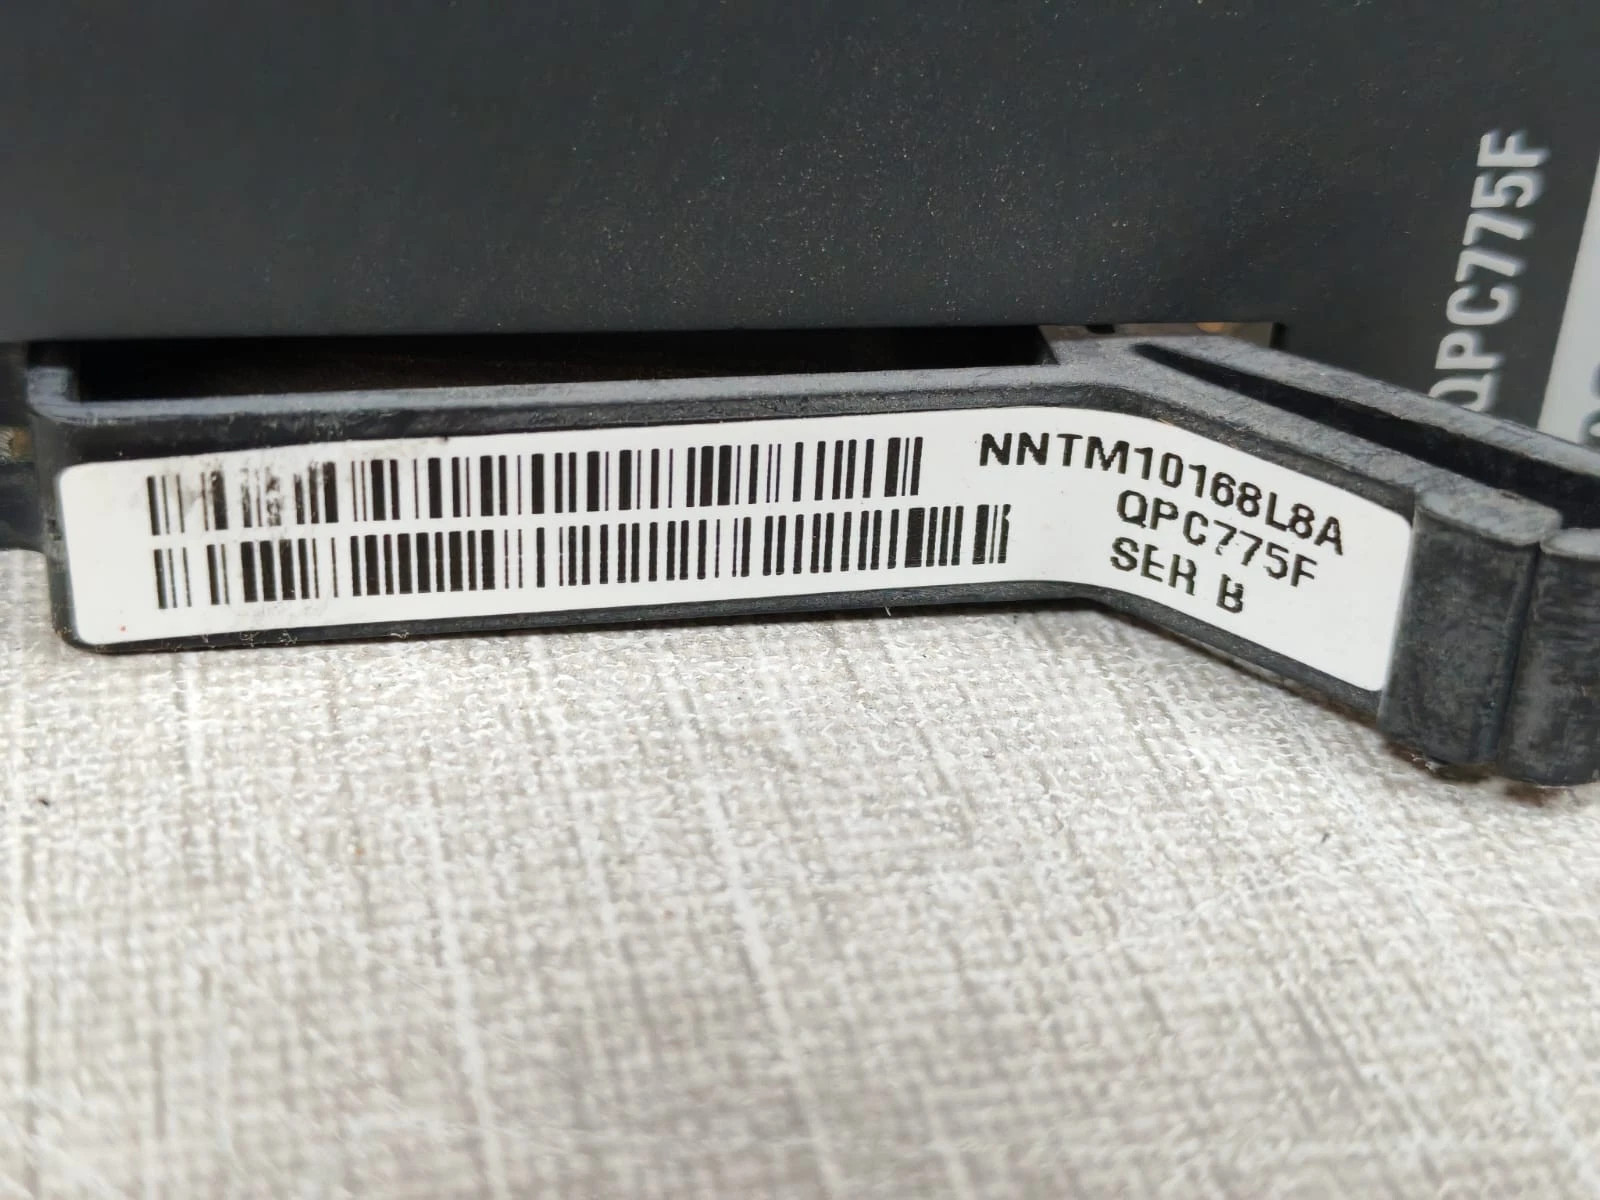 NNTM10168L8A
QPC775F
SER B
QPC775F